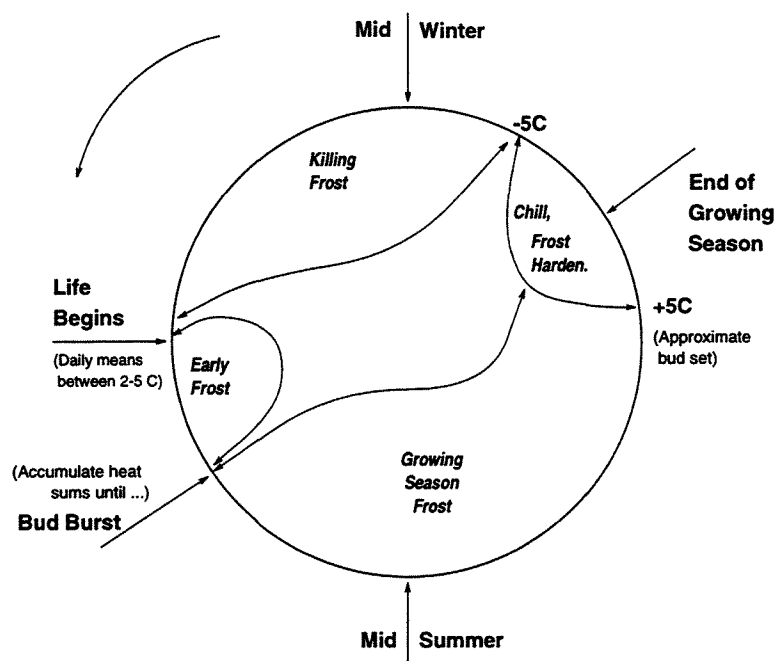 Mid Winter
-5C
Killing
Frost
End of
Growing
Season
Chill,
Frost
Harden.
Life
Begins
(Daily means
between 2-5 C)
+5C
(Approximate
bud set)
Early
Frost
(Accumulate heat
sums until ...)
Bud Burst
Growing
Season
Frost
Mid Summer